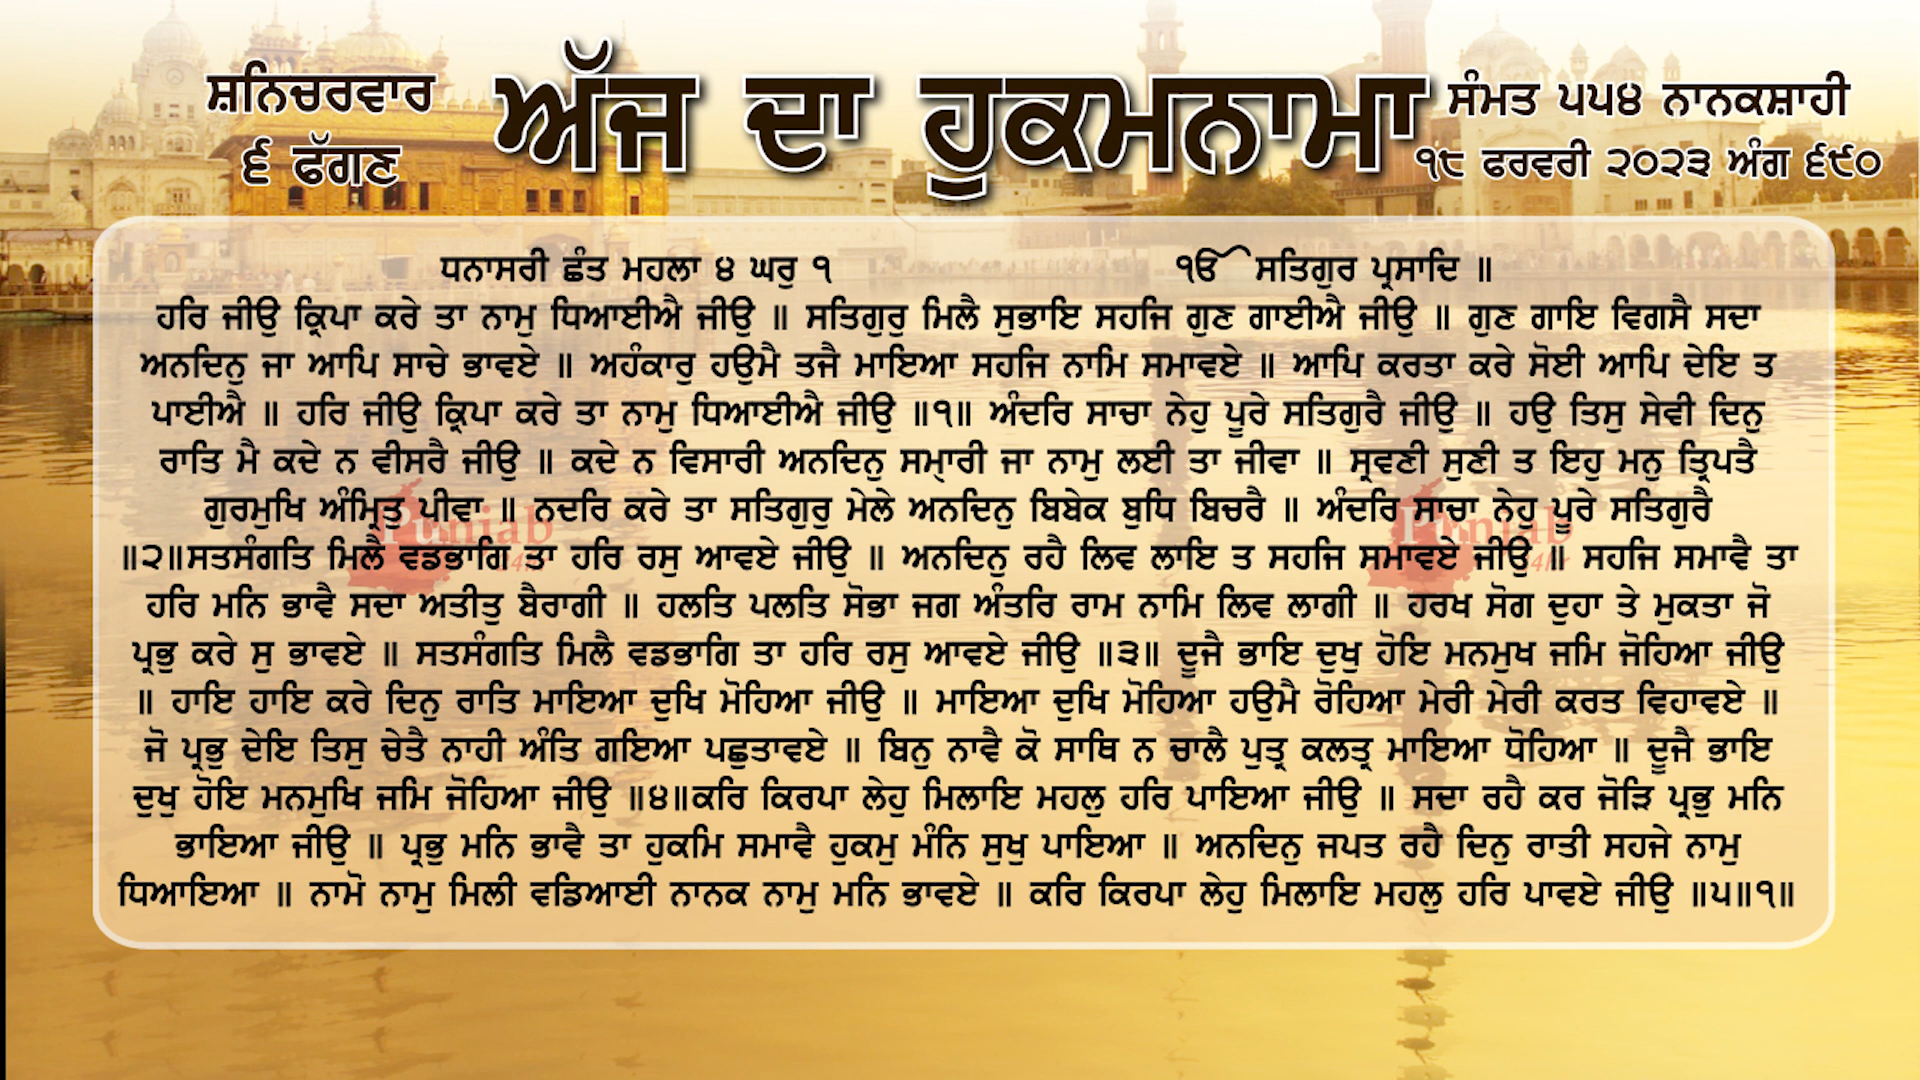 ਸ਼ਨਿਚਰਵਾਰ
੬ ਫੱਗਣ
ਅੱਜ ਦਾ ਹੁਕਮਨਾਮਾ
ਸੰਮਤ ੫੫੪ ਨਾਨਕਸ਼ਾਹੀ
੧੮ ਫਰਵਰੀ ੨੦੨੩ ਅੰਗ ੬੯੦
ਧਨਾਸਰੀ ਛੰਤ ਮਹਲਾ ੪ ਘਰੁ ੧ ੴ ਸਤਿਗੁਰ ਪ੍ਰਸਾਦਿ ॥
ਹਰਿ ਜੀਉ ਕ੍ਰਿਪਾ ਕਰੇ ਤਾ ਨਾਮੁ ਧਿਆਈਐ ਜੀਉ ॥ ਸਤਿਗੁਰੁ ਮਿਲੈ ਸੁਭਾਇ ਸਹਜਿ ਗੁਣ ਗਾਈਐ ਜੀਉ ॥ ਗੁਣ ਗਾਇ ਵਿਗਸੈ ਸਦਾ
ਅਨਦਿਨੁ ਜਾ ਆਪਿ ਸਾਚੇ ਭਾਵਏ ॥ ਅਹੰਕਾਰੁ ਹਉਮੈ ਤਜੈ ਮਾਇਆ ਸਹਜਿ ਨਾਮਿ ਸਮਾਵਏ ॥ ਆਪਿ ਕਰਤਾ ਕਰੇ ਸੋਈ ਆਪਿ ਦੇਇ ਤ
ਪਾਈਐ ॥ ਹਰਿ ਜੀਉ ਕ੍ਰਿਪਾ ਕਰੇ ਤਾ ਨਾਮੁ ਧਿਆਈਐ ਜੀਉ ॥੧॥ ਅੰਦਰਿ ਸਾਚਾ ਨੇਹੁ ਪੂਰੇ ਸਤਿਗੁਰੈ ਜੀਉ ॥ ਹਉ ਤਿਸੁ ਸੇਵੀ ਦਿਨੁ
ਰਾਤਿ ਮੈ ਕਦੇ ਨ ਵੀਸਰੈ ਜੀਉ ॥ ਕਦੇ ਨ ਵਿਸਾਰੀ ਅਨਦਿਨੁ ਸਮ੍ਹਾਰੀ ਜਾ ਨਾਮੁ ਲਈ ਤਾ ਜੀਵਾ ॥ ਸ੍ਰਵਣੀ ਸੁਣੀ ਤ ਇਹੁ ਮਨੁ ਤ੍ਰਿਪਤੈ
ਗੁਰਮੁਖਿ ਅੰਮ੍ਰਿਤੁ ਪੀਵਾ ॥ ਨਦਰਿ ਕਰੇ ਤਾ ਸਤਿਗੁਰੁ ਮੇਲੇ ਅਨਦਿਨੁ ਬਿਬੇਕ ਬੁਧਿ ਬਿਚਰੈ ॥ ਅੰਦਰਿ ਸਾਚਾ ਨੇਹੁ ਪੂਰੇ ਸਤਿਗੁਰੈ
॥੨॥ਸਤਸੰਗਤਿ ਮਿਲੈ ਵਡਭਾਗਿ ਤਾ ਹਰਿ ਰਸੁ ਆਵਏ ਜੀਉ ॥ ਅਨਦਿਨੁ ਰਹੈ ਲਿਵ ਲਾਇ ਤ ਸਹਜਿ ਸਮਾਵਏ ਜੀਉ ॥ ਸਹਜਿ ਸਮਾਵੈ ਤਾ
ਹਰਿ ਮਨਿ ਭਾਵੈ ਸਦਾ ਅਤੀਤੁ ਬੈਰਾਗੀ ॥ ਹਲਤਿ ਪਲਤਿ ਸੋਭਾ ਜਗ ਅੰਤਰਿ ਰਾਮ ਨਾਮਿ ਲਿਵ ਲਾਗੀ ॥ ਹਰਖ ਸੋਗ ਦੁਹਾ ਤੇ ਮੁਕਤਾ ਜੋ
ਪ੍ਰਭੁ ਕਰੇ ਸੁ ਭਾਵਏ ॥ ਸਤਸੰਗਤਿ ਮਿਲੈ ਵਡਭਾਗਿ ਤਾ ਹਰਿ ਰਸੁ ਆਵਏ ਜੀਉ ॥੩॥ ਦੂਜੈ ਭਾਇ ਦੁਖੁ ਹੋਇ ਮਨਮੁਖ ਜਮਿ ਜੋਹਿਆ ਜੀਉ
॥ ਹਾਇ ਹਾਇ ਕਰੇ ਦਿਨੁ ਰਾਤਿ ਮਾਇਆ ਦੁਖਿ ਮੋਹਿਆ ਜੀਉ ॥ ਮਾਇਆ ਦੁਖਿ ਮੋਹਿਆ ਹਉਮੈ ਰੋਹਿਆ ਮੇਰੀ ਮੇਰੀ ਕਰਤ ਵਿਹਾਵਏ ॥
ਜੋ ਪ੍ਰਭੁ ਦੇਇ ਤਿਸੁ ਚੇਤੈ ਨਾਹੀ ਅੰਤਿ ਗਇਆ ਪਛੁਤਾਵਏ ॥ ਬਿਨੁ ਨਾਵੈ ਕੋ ਸਾਥਿ ਨ ਚਾਲੈ ਪੁਤ੍ਰ ਕਲਤ੍ਰ ਮਾਇਆ ਧੋਹਿਆ ॥ ਦੂਜੈ ਭਾਇ
ਦੁਖੁ ਹੋਇ ਮਨਮੁਖਿ ਜਮਿ ਜੋਹਿਆ ਜੀਉ ॥੪॥ਕਰਿ ਕਿਰਪਾ ਲੇਹੁ ਮਿਲਾਇ ਮਹਲੁ ਹਰਿ ਪਾਇਆ ਜੀਉ ॥ ਸਦਾ ਰਹੈ ਕਰ ਜੋੜਿ ਪ੍ਰਭੁ ਮਨਿ
ਭਾਇਆ ਜੀਉ ॥ ਪ੍ਰਭੁ ਮਨਿ ਭਾਵੈ ਤਾ ਹੁਕਮਿ ਸਮਾਵੈ ਹੁਕਮੁ ਮੰਨਿ ਸੁਖੁ ਪਾਇਆ ॥ ਅਨਦਿਨੁ ਜਪਤ ਰਹੈ ਦਿਨੁ ਰਾਤੀ ਸਹਜੇ ਨਾਮੁ
ਧਿਆਇਆ ॥ ਨਾਮੋ ਨਾਮੁ ਮਿਲੀ ਵਡਿਆਈ ਨਾਨਕ ਨਾਮੁ ਮਨਿ ਭਾਵਏ ॥ ਕਰਿ ਕਿਰਪਾ ਲੇਹੁ ਮਿਲਾਇ ਮਹਲੁ ਹਰਿ ਪਾਵਏ ਜੀਉ ॥੫॥੧॥
Punjab
24hr
Punjab
24hr